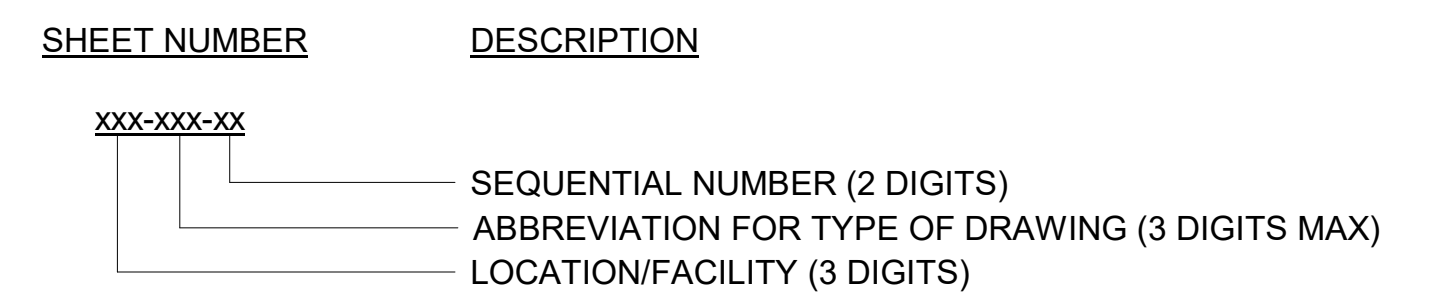 SHEET NUMBER DESCRIPTION
xxx-xxx-xx
SEQUENTIAL NUMBER (2 DIGITS)
ABBREVIATION FOR TYPE OF DRAWING (3 DIGITS MAX)
LOCATION/FACILITY (3 DIGITS)